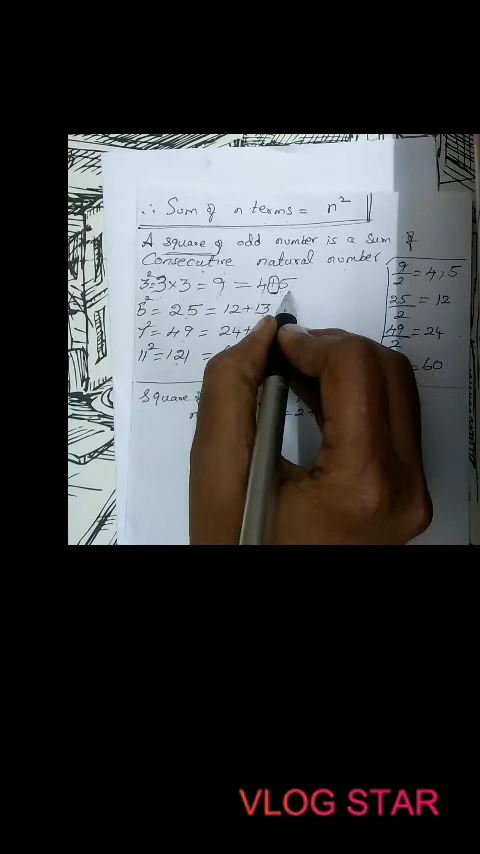 ∴ Sum of n terms = n²
A square of odd number is a sum of
Consecutive natural number
3²=3×3 = 9 = 4+5
5² = 25 = 12+13
7² = 49 = 24+
11² = 121 =
9/2 = 4,5
25/2 = 12
49/2 = 24
= 60
Square
VLOG STAR